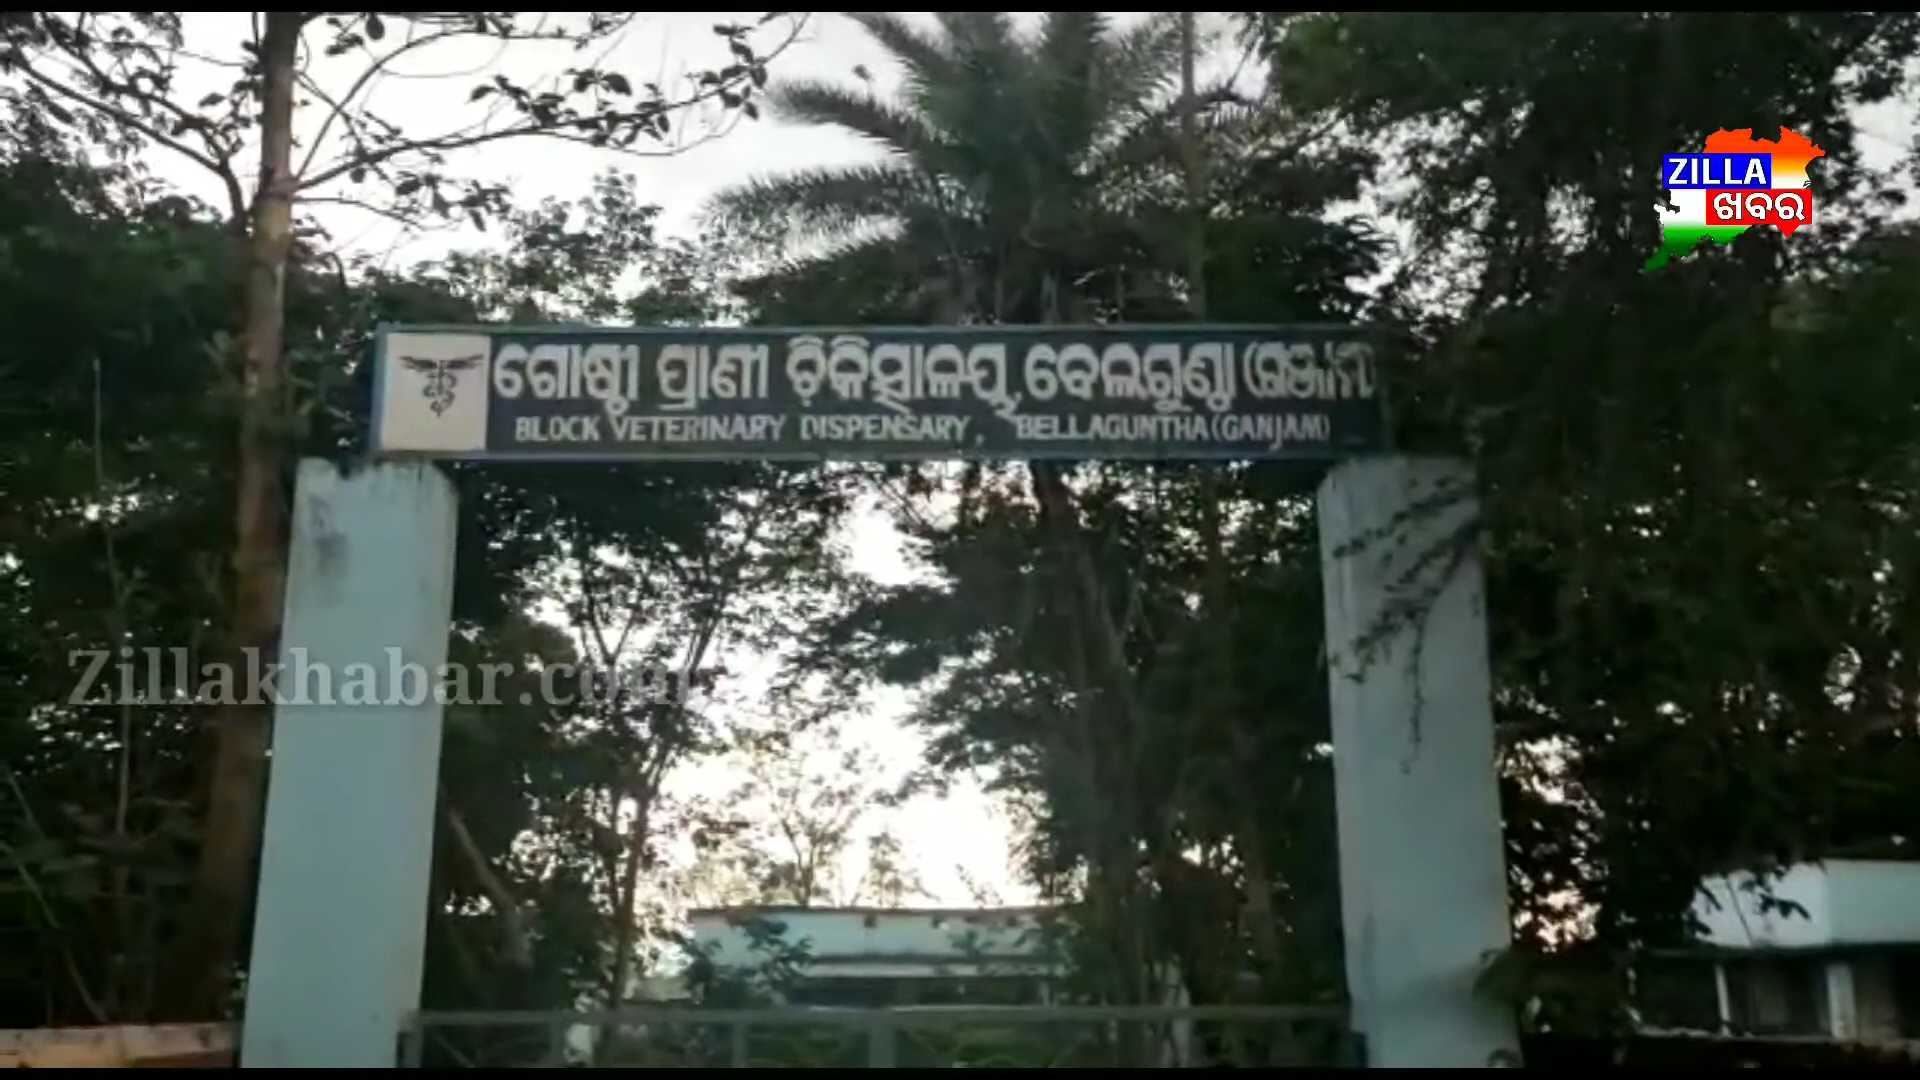 ZILLA
ଖବର
ଗୋଷ୍ଠୀ ପ୍ରାଣୀ ଚିକିତ୍ସାଳୟ, ବେଲଗୁଣ୍ଠା (ଗଞ୍ଜାମ)
BLOCK VETERINARY DISPENSARY, BELLAGUNTHA (GANJAM)
Zillakhabar.com